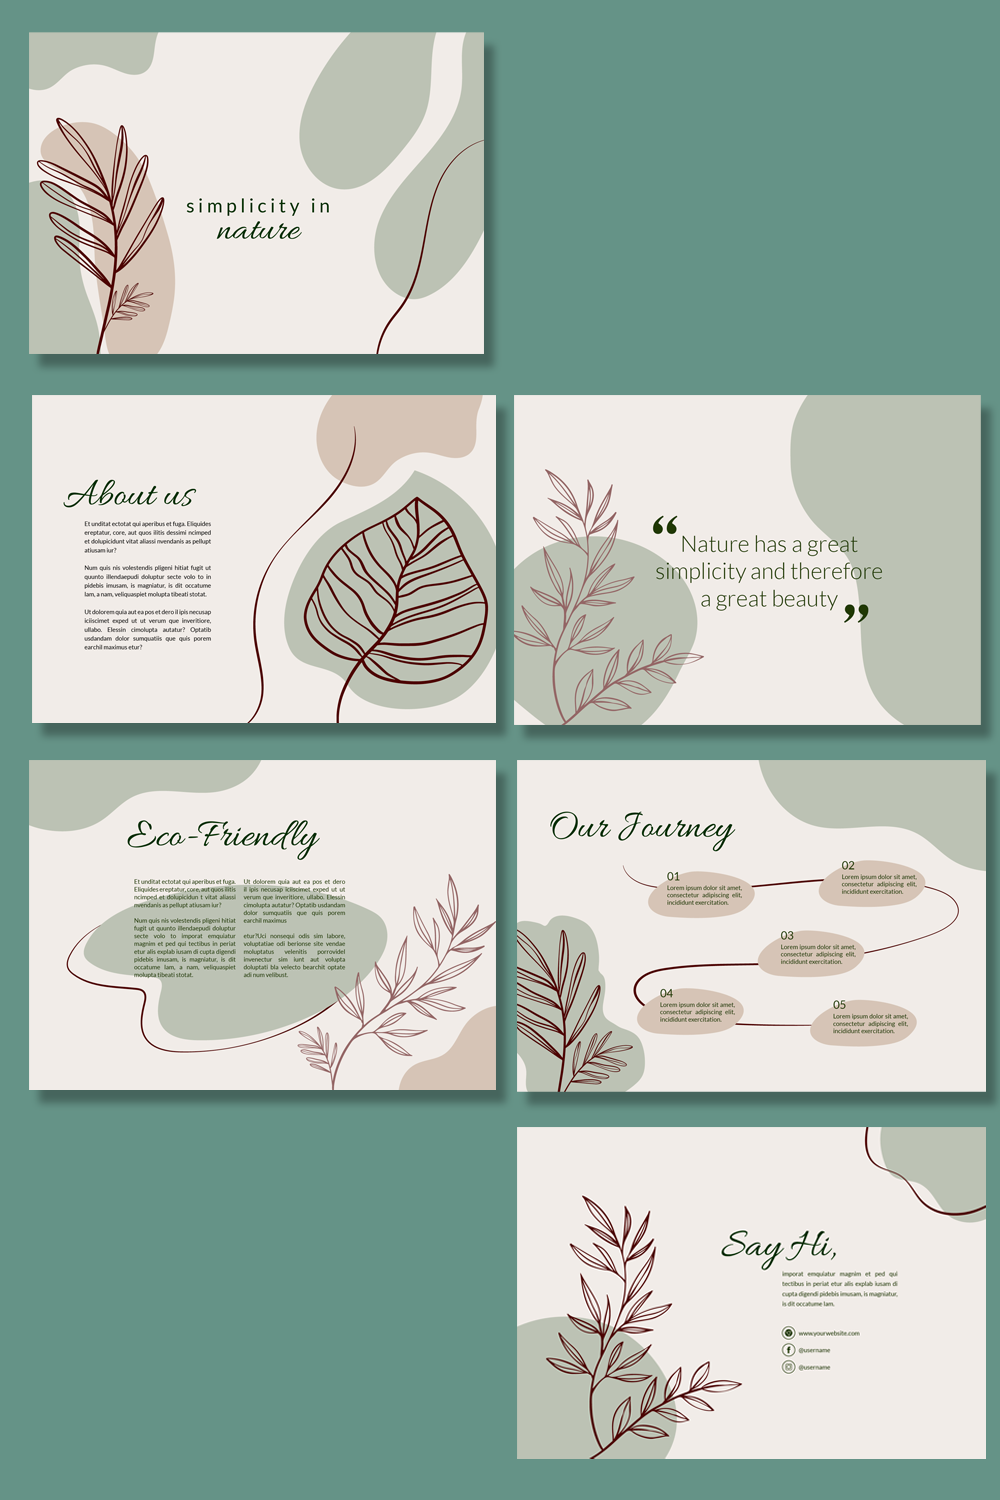 simplicity in
nature
About us
Et unditat ectotat qui aperibus et fuga. Eliquides
ereptatur, core, aut quos ilitis dessimi ncimped
et dolupicidunt vitat aliassi nvendanis as pellupt
atiusam iur?
Num quis nis volestendis pligeni hitiat fugit ut
quunto illendaepudi doluptur secte volo to in
pidebis imusam, is magniatur, is dit occatume
lam, a nam, veliquaspiet molupta tibeati stotat.
Ut dolorem quia aut ea pos et dero il ipis necusap
iciiscimet exped ut ut verum que inveritiore,
ullabo. Elessin cimolupta autatur? Optatib
usdandam dolor sumquatiis que quis porem
earchil maximus etur?
“
Nature has a great
simplicity and therefore
a great beauty
”
Eco-Friendly
Et unditat ectotat qui aperibus et fuga.
Eliquides ereptatur, core, aut quos ilitis
ncimped et dolupicidun t vitat aliassi
nvendanis as pellupt atiusam iur?
Num quis nis volestendis pligeni hitiat
fugit ut quunto illendaepudi doluptur
secte volo to imporat emquiatur
magnim et ped qui tectibus in periat
etur alis explab iusam di cupta digendi
pidebis imusam, is magniatur, is dit
occatume lam, a nam, veliquaspiet
molupta tibeati stotat.
Ut dolorem quia aut ea pos et dero
il ipis necusap iciiscimet exped ut ut
verum que inveritiore, ullabo. Elessin
cimolupta autatur? Optatib usdandam
dolor sumquatiis que quis porem
earchil maximus
etur?Uci nonsequi odis sim labore,
voluptatiae odi berionse site vendae
moluptatus velenitis porrovidel
invenectur sim iunt aut volupta
doluptati bla velecto bearchit optate
adi num velibust.
Our Journey
01
Lorem ipsum dolor sit amet,
consectetur adipiscing elit,
incididunt exercitation.
02
Lorem ipsum dolor sit amet,
consectetur adipiscing elit,
incididunt exercitation.
03
Lorem ipsum dolor sit amet,
consectetur adipiscing elit,
incididunt exercitation.
04
Lorem ipsum dolor sit amet,
consectetur adipiscing elit,
incididunt exercitation.
05
Lorem ipsum dolor sit amet,
consectetur adipiscing elit,
incididunt exercitation.
Say Hi,
imporat emquiatur magnim et ped qui
tectibus in periat etur alis explab iusam di
cupta digendi pidebis imusam, is magniatur,
is dit occatume lam.
www.yourwebsite.com
@username
@username